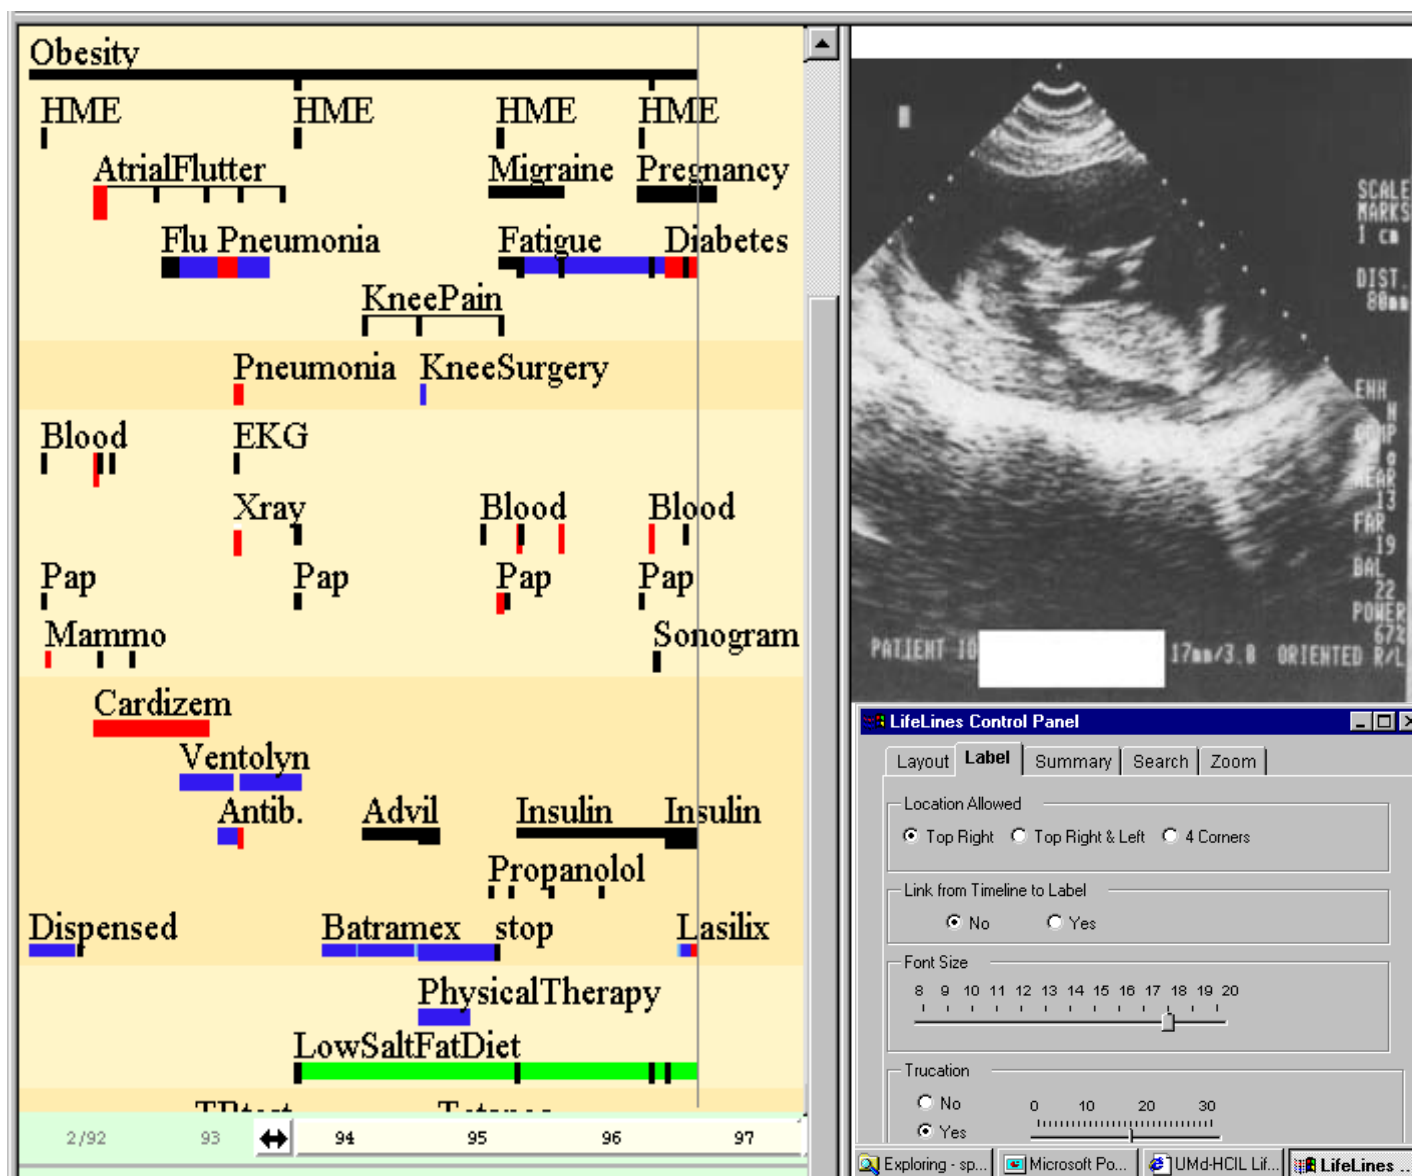 Obesity
HME HME HME HME
AtrialFlutter Migraine Pregnancy
Flu Pneumonia Fatigue Diabetes
KneePain
Pneumonia KneeSurgery
Blood EKG
Xray Blood Blood
Pap Pap Pap Pap
Mammo Sonogram
Cardizem
Ventolyn
Antib. Advil Insulin Insulin
Propanolol
Dispensed Batramex stop Lasilix
PhysicalTherapy
LowSaltFatDiet
2/92 93 94 95 96 97
SCALE
MARKS
1 cm
DIST.
80mm
ENH
N
COMP
NEAR
13
FAR
19
BAL
22
POWER
67%
PATIENT ID 17mm/3.0 ORIENTED R/L
LifeLines Control Panel
Layout Label Summary Search Zoom
Location Allowed
Top Right Top Right & Left 4 Corners
Link from Timeline to Label
No Yes
Font Size
8 9 10 11 12 13 14 15 16 17 18 19 20
Trucation
No 0 10 20 30
Yes
Exploring - sp... Microsoft Po... UMd-HCIL Lif... LifeLines